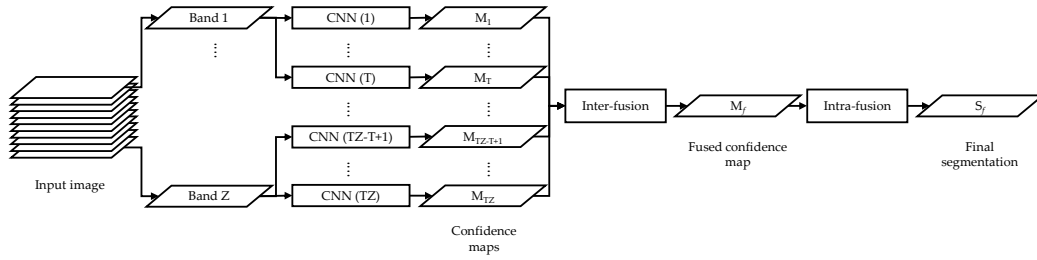 Band 1
CNN (1)
M1
CNN (T)
MT
Inter-fusion
Mf
Intra-fusion
Sf
CNN (TZ-T+1)
MTZ-T+1
Fused confidence
map
Final
segmentation
Input image
Band Z
CNN (TZ)
MTZ
Confidence
maps